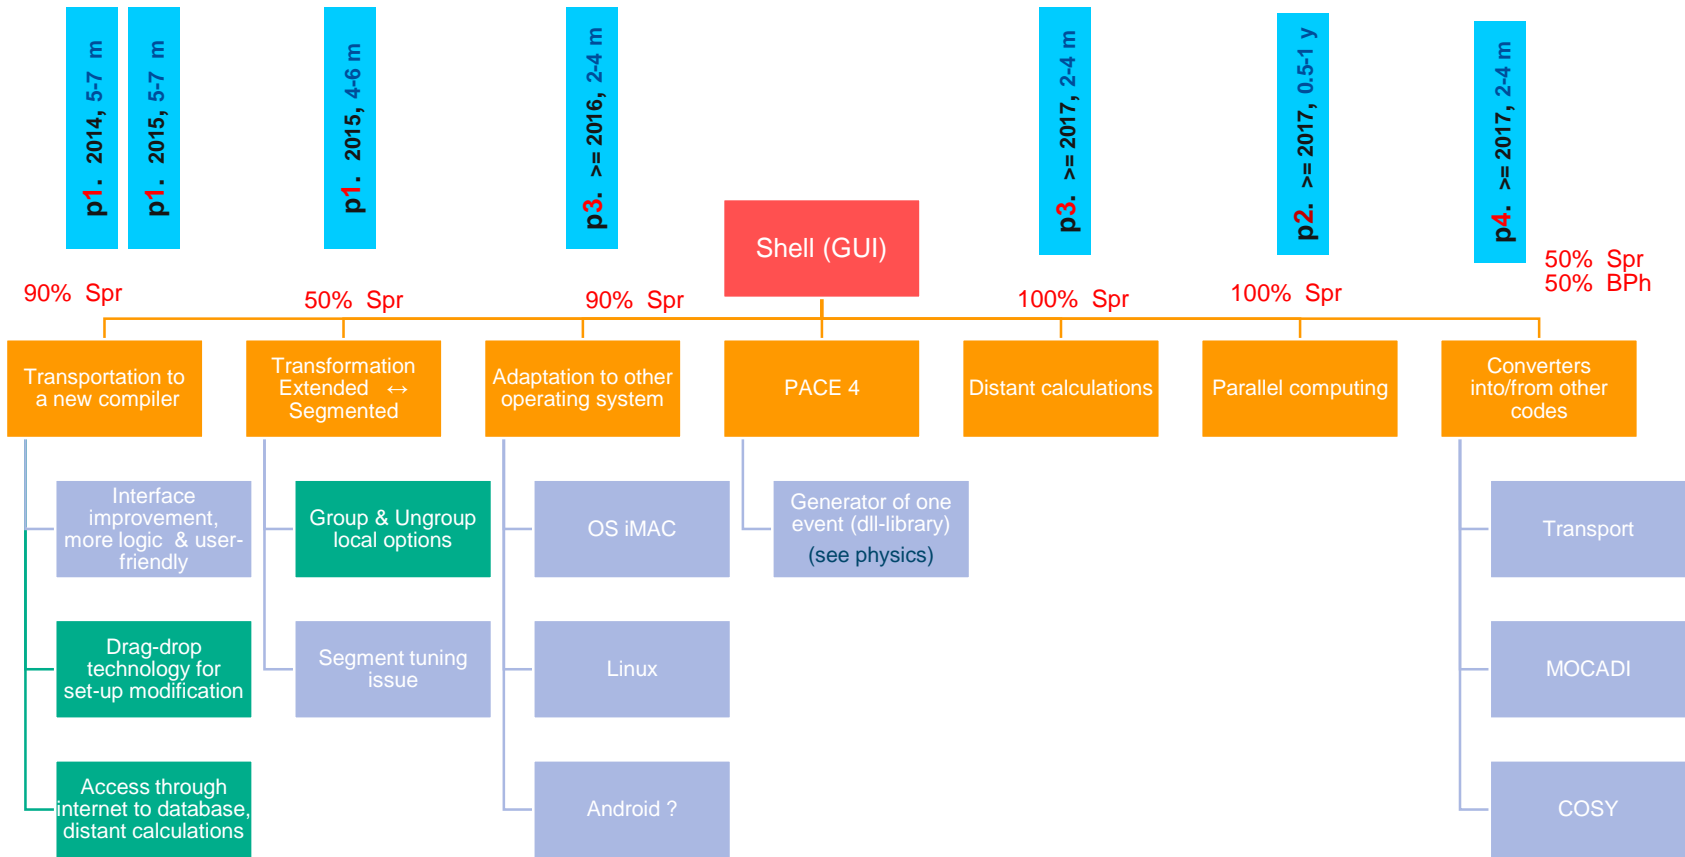 p1. 2014, 5-7 m
p1. 2015, 5-7 m
p1. 2015, 4-6 m
p3. >= 2016, 2-4 m
p3. >= 2017, 2-4 m
p2. >= 2017, 0.5-1 y
p4. >= 2017, 2-4 m
Shell (GUI)
90% Spr
50% Spr
90% Spr
100% Spr
100% Spr
50% Spr
50% BPh
Transportation to
a new compiler
Transformation
Extended ↔
Segmented
Adaptation to other
operating system
PACE 4
Distant calculations
Parallel computing
Converters
into/from other
codes
Interface
improvement,
more logic & user-
friendly
Drag-drop
technology for
set-up modification
Access through
internet to database,
distant calculations
Group & Ungroup
local options
Segment tuning
issue
OS iMAC
Linux
Android ?
Generator of one
event (dll-library)
(see physics)
Transport
MOCADI
COSY